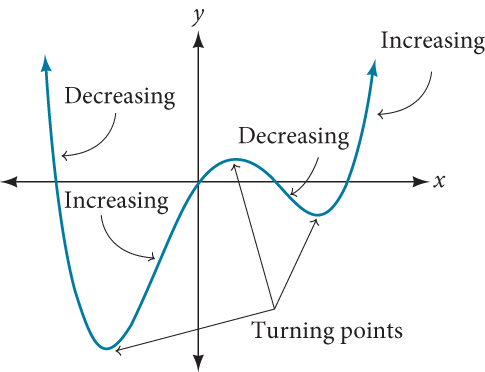 y
Increasing
Decreasing
Decreasing
x
Increasing
Turning points